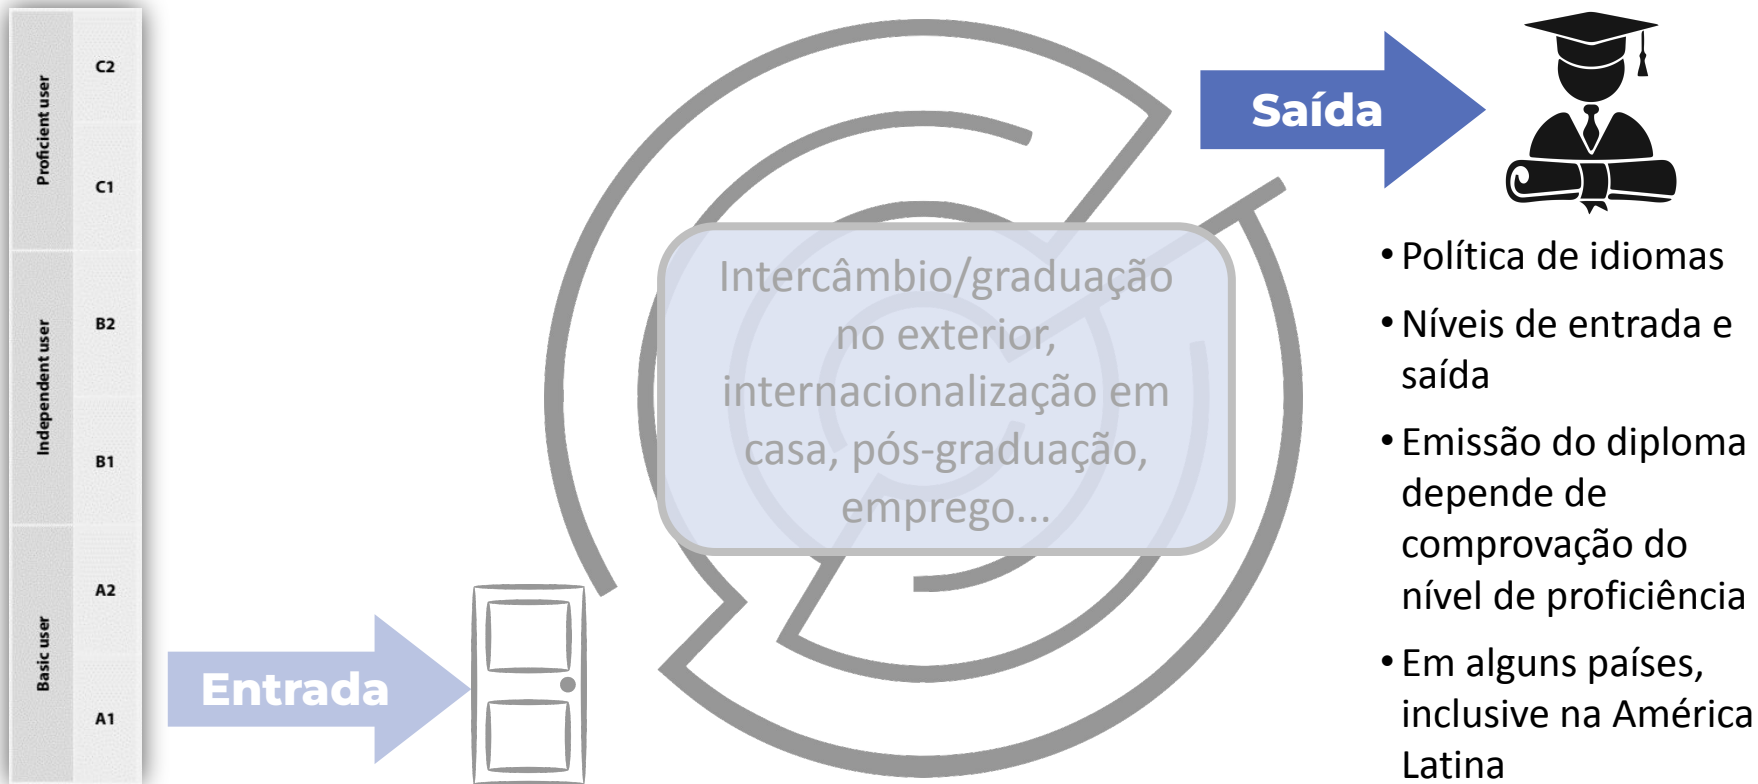 Proficient user
C2
C1
Independent user
B2
B1
Basic user
A2
A1
Entrada
Intercâmbio/graduação
no exterior,
internacionalização em
casa, pós-graduação,
emprego...
Saída
• Política de idiomas
• Níveis de entrada e
saída
• Emissão do diploma
depende de
comprovação do
nível de proficiência
• Em alguns países,
inclusive na América
Latina